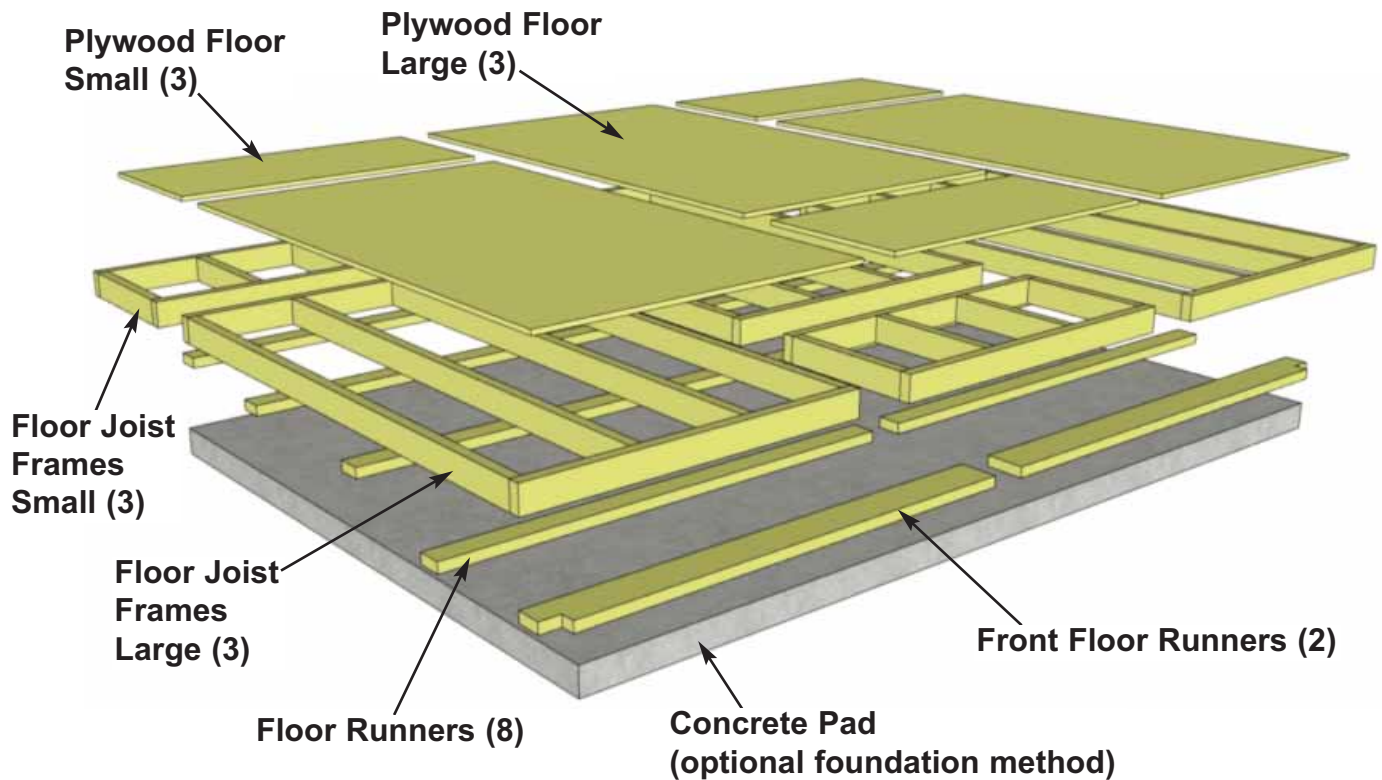 Plywood Floor
Small (3)
Plywood Floor
Large (3)
Floor Joist
Frames
Small (3)
Floor Joist
Frames
Large (3)
Floor Runners (8)
Front Floor Runners (2)
Concrete Pad
(optional foundation method)